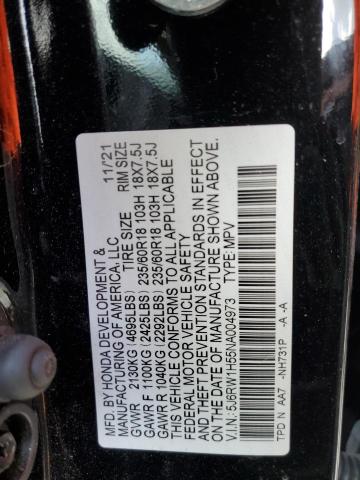 MFD. BY HONDA DEVELOPMENT &
MANUFACTURING OF AMERICA, LLC 11/'21
TIRE SIZE RIM SIZE
GVWR 2130KG (4695LBS)
GAWR F 1100KG (2425LBS) 235/60R18 103H 18X7.5J
GAWR R 1040KG (2292LBS) 235/60R18 103H 18X7.5J
THIS VEHICLE CONFORMS TO ALL APPLICABLE
FEDERAL MOTOR VEHICLE SAFETY
AND THEFT PREVENTION STANDARDS IN EFFECT
ON THE DATE OF MANUFACTURE SHOWN ABOVE.
V.I.N.: 5J6RW1H55NA004973 TYPE: MPV
TPD N AA7 -NH731P -A -A